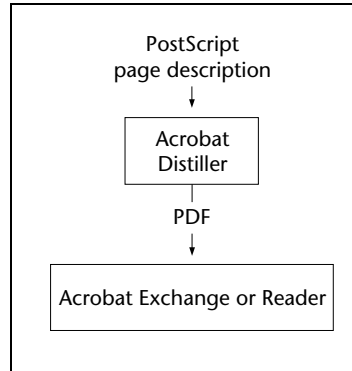 PostScript
page description
Acrobat
Distiller
PDF
Acrobat Exchange or Reader